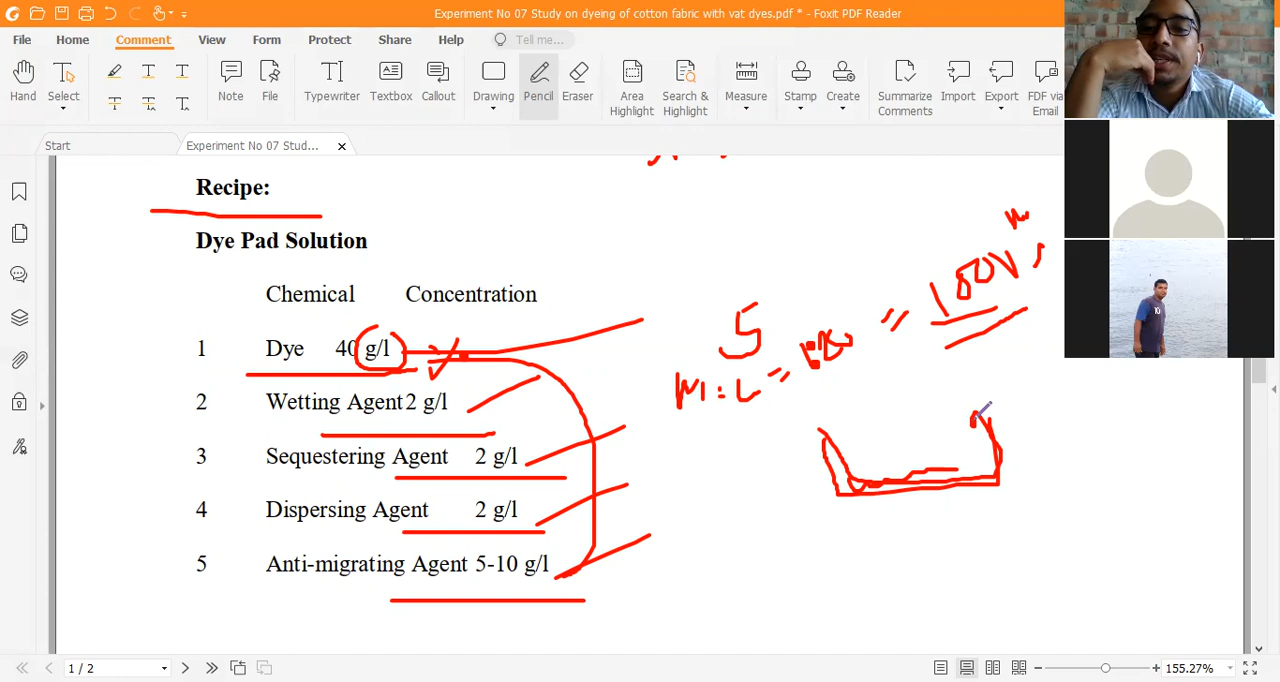 Experiment No 07 Study on dyeing of cotton fabric with vat dyes.pdf * - Foxit PDF Reader
File Home Comment View Form Protect Share Help Tell me...
Hand Select Note File Typewriter Textbox Callout Drawing Pencil Eraser Area Highlight Search & Highlight Measure Stamp Create Summarize Comments Import Export FDF via Email
Start Experiment No 07 Stud...
Recipe:
Dye Pad Solution
Chemical Concentration
1 Dye 40 g/l
2 Wetting Agent 2 g/l
3 Sequestering Agent 2 g/l
4 Dispersing Agent 2 g/l
5 Anti-migrating Agent 5-10 g/l
5
M:L =
=
1 / 2
155.27%